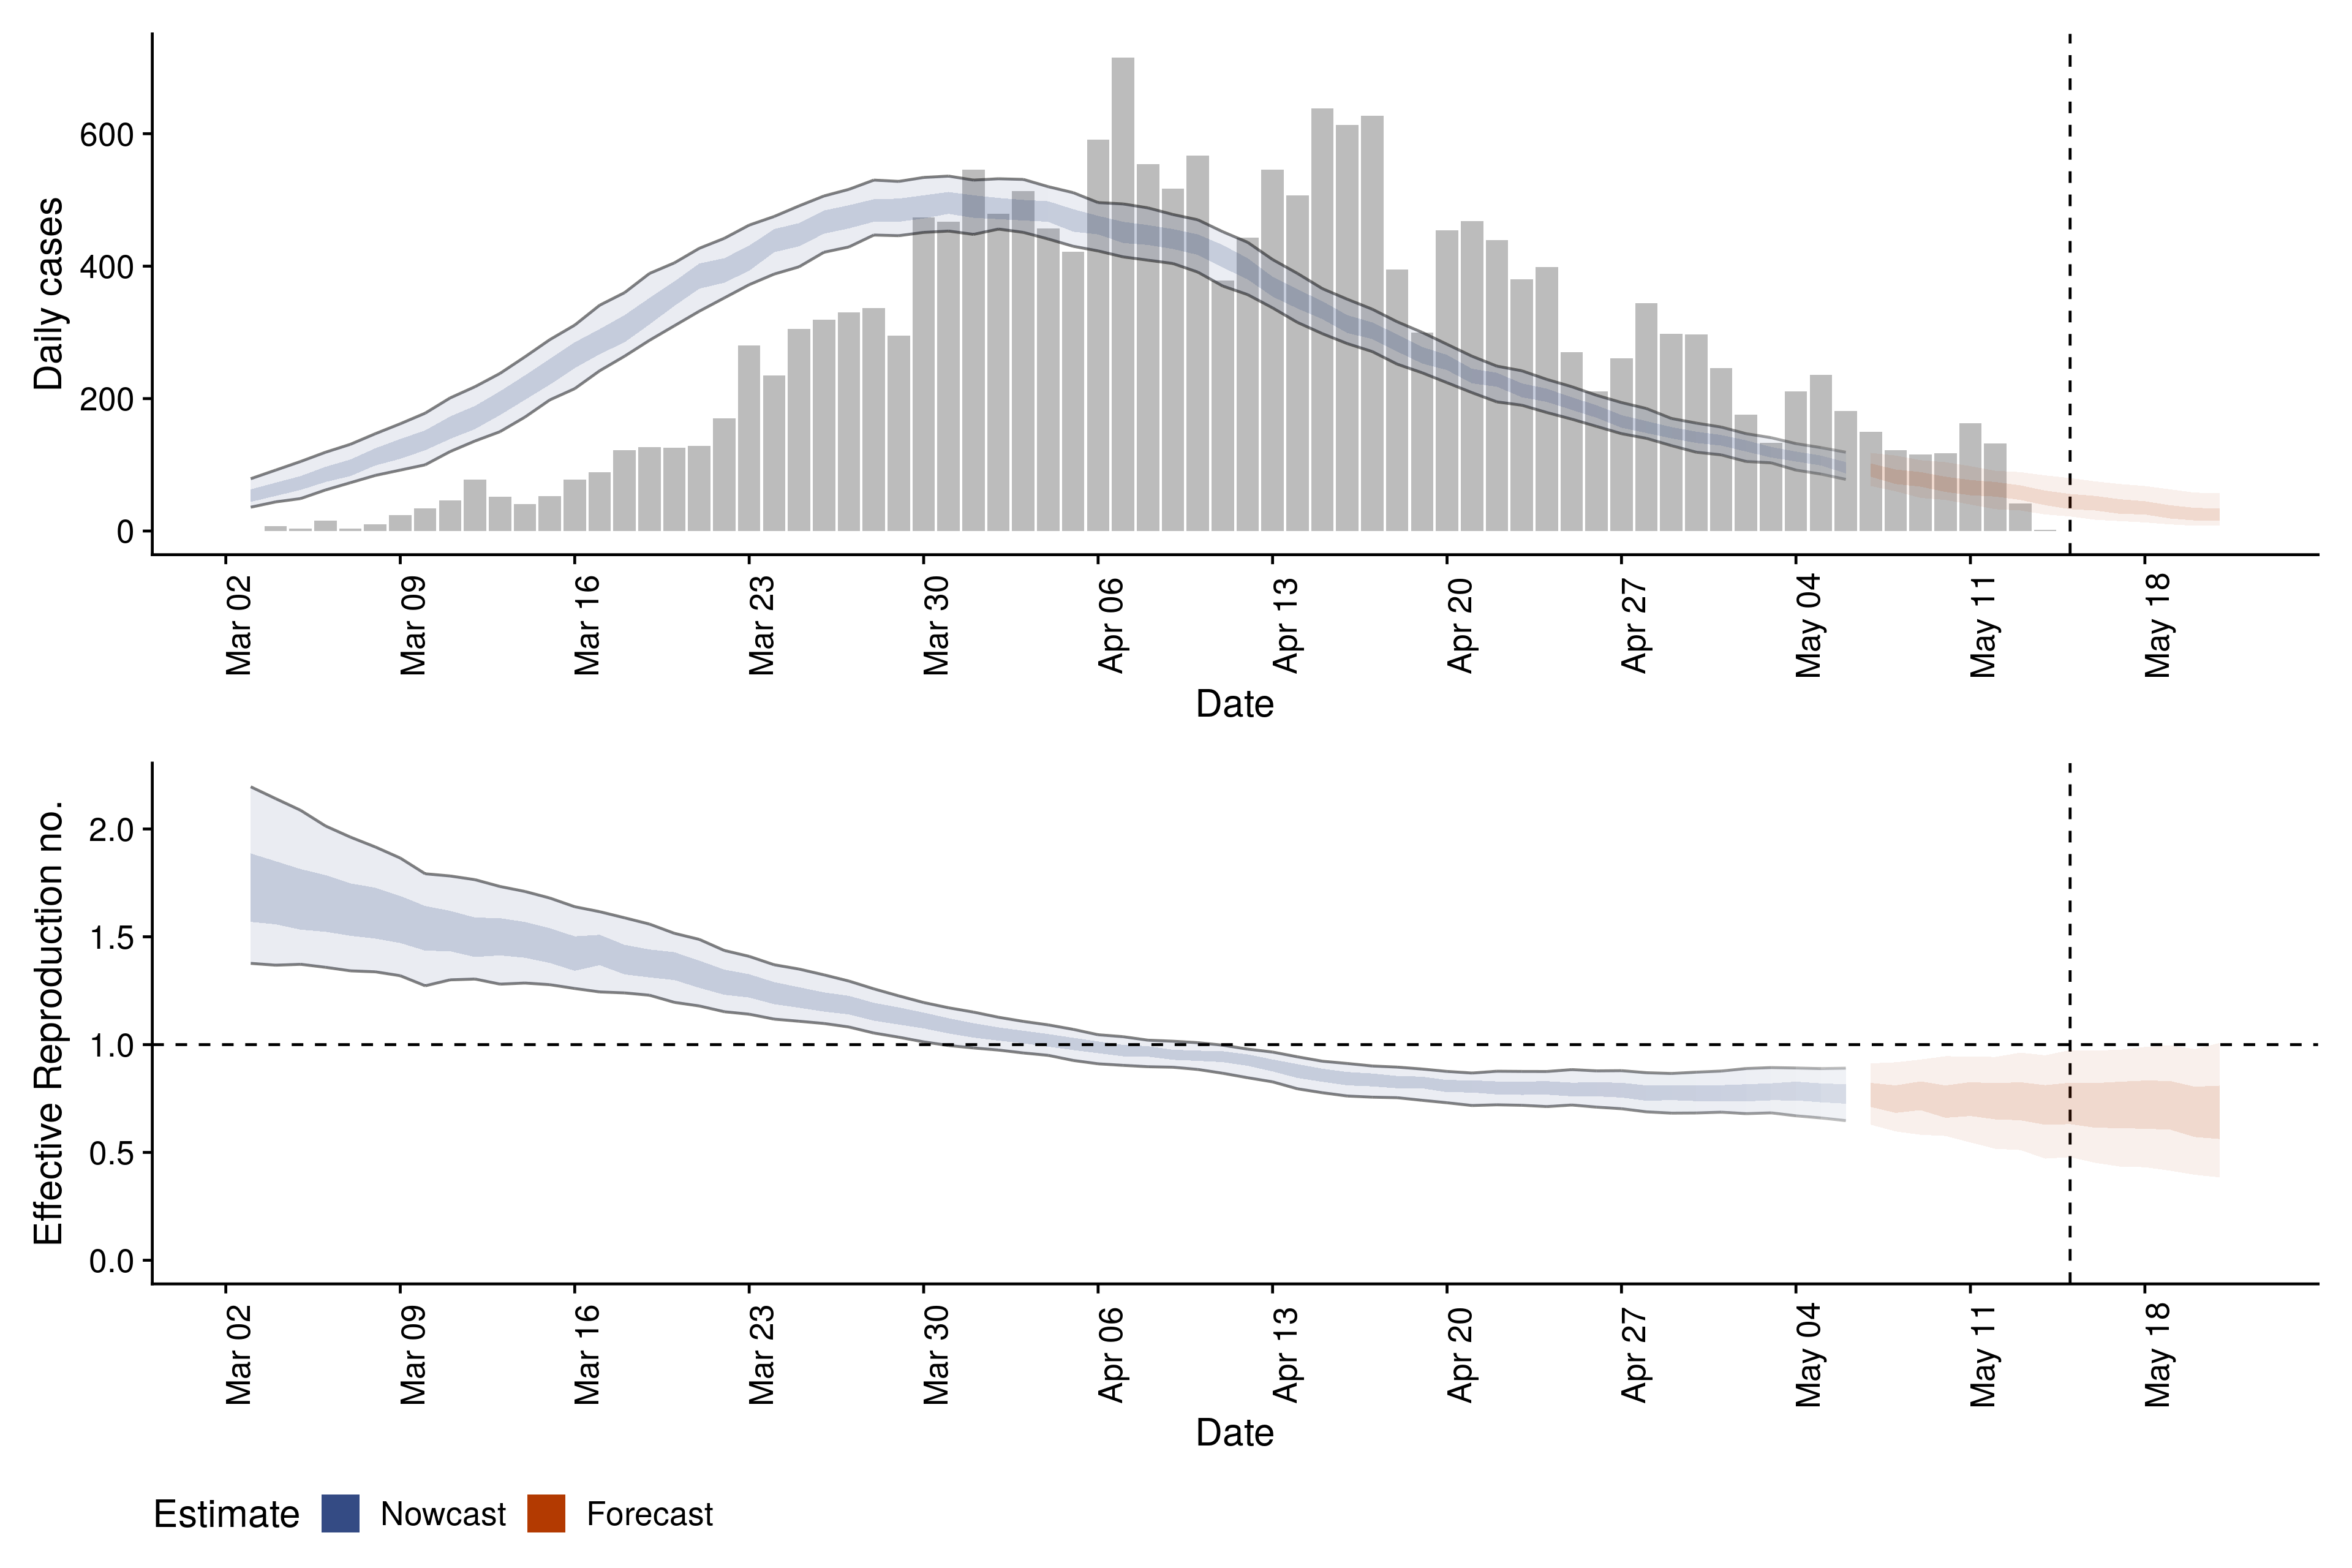 Daily cases
600
400
200
0
Mar 02
Mar 09
Mar 16
Mar 23
Mar 30
Apr 06
Apr 13
Apr 20
Apr 27
May 04
May 11
May 18
Date
Effective Reproduction no.
2.0
1.5
1.0
0.5
0.0
Mar 02
Mar 09
Mar 16
Mar 23
Mar 30
Apr 06
Apr 13
Apr 20
Apr 27
May 04
May 11
May 18
Date
Estimate Nowcast Forecast